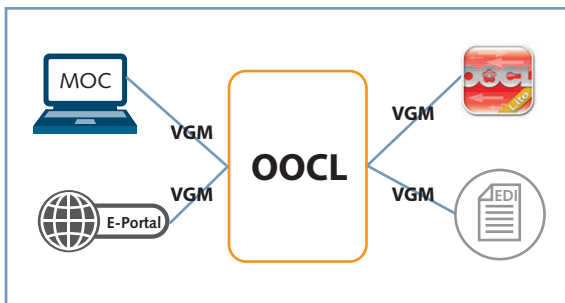 MOC
VGM
VGM
E-Portal
OOCL
VGM
VGM
OOCL
Lite
EDI